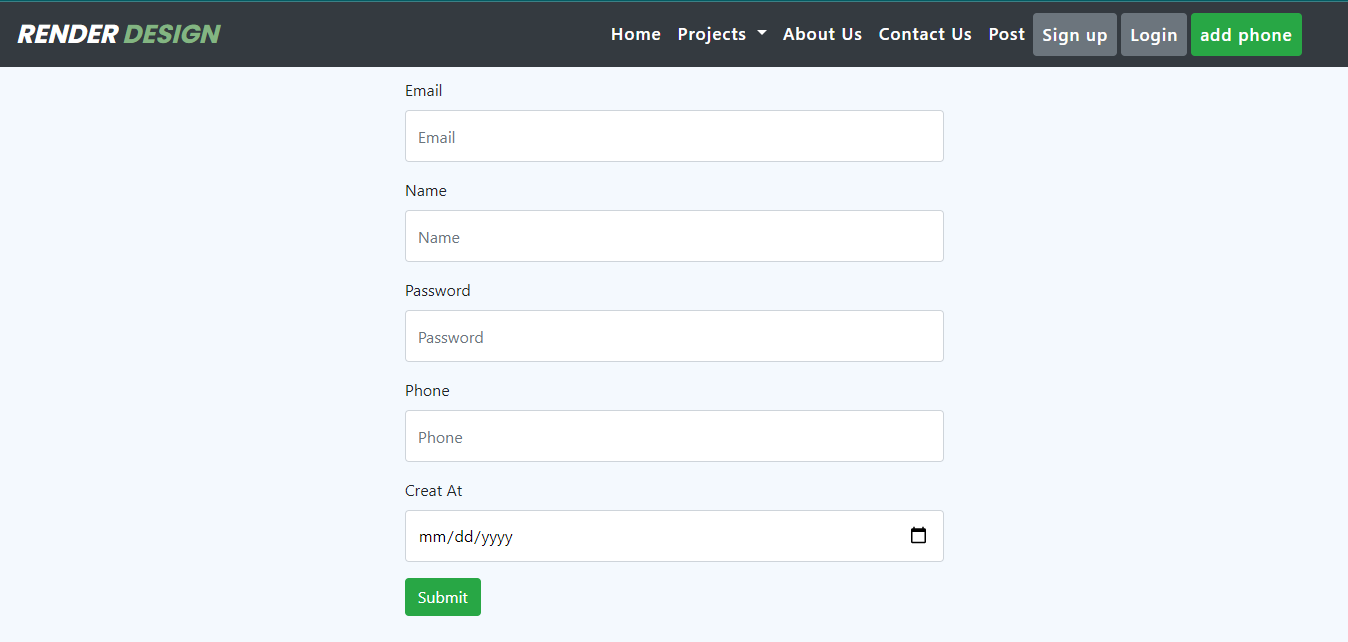 RENDER DESIGN Home Projects About Us Contact Us Post Sign up Login add phone
Email
Email
Name
Name
Password
Password
Phone
Phone
Creat At
mm/dd/yyyy
Submit